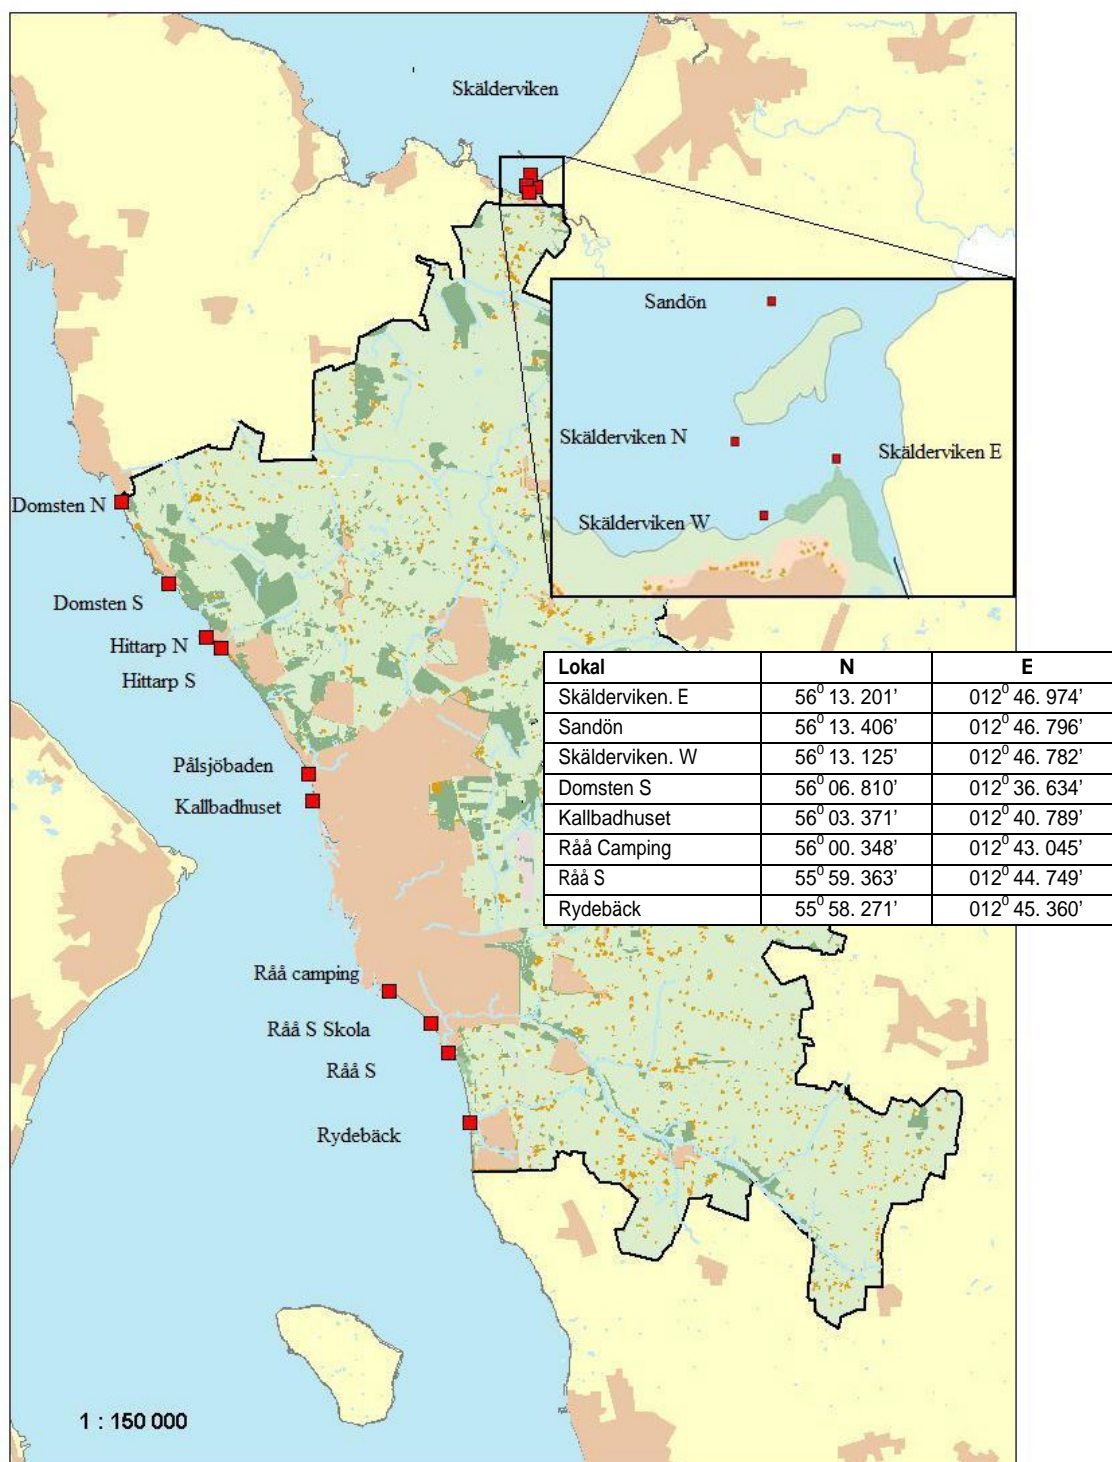 Skälderviken
Sandön
Skälderviken N
Skälderviken E
Skälderviken W
Domsten N
Domsten S
Hittarp N
Hittarp S
Pålsjöbaden
Kallbadhuset
Lokal N E
Skälderviken. E 56⁰ 13. 201’ 012⁰ 46. 974’
Sandön 56⁰ 13. 406’ 012⁰ 46. 796’
Skälderviken. W 56⁰ 13. 125’ 012⁰ 46. 782’
Domsten S 56⁰ 06. 810’ 012⁰ 36. 634’
Kallbadhuset 56⁰ 03. 371’ 012⁰ 40. 789’
Råå Camping 56⁰ 00. 348’ 012⁰ 43. 045’
Råå S 55⁰ 59. 363’ 012⁰ 44. 749’
Rydebäck 55⁰ 58. 271’ 012⁰ 45. 360’
Råå camping
Råå S Skola
Råå S
Rydebäck
1 : 150 000